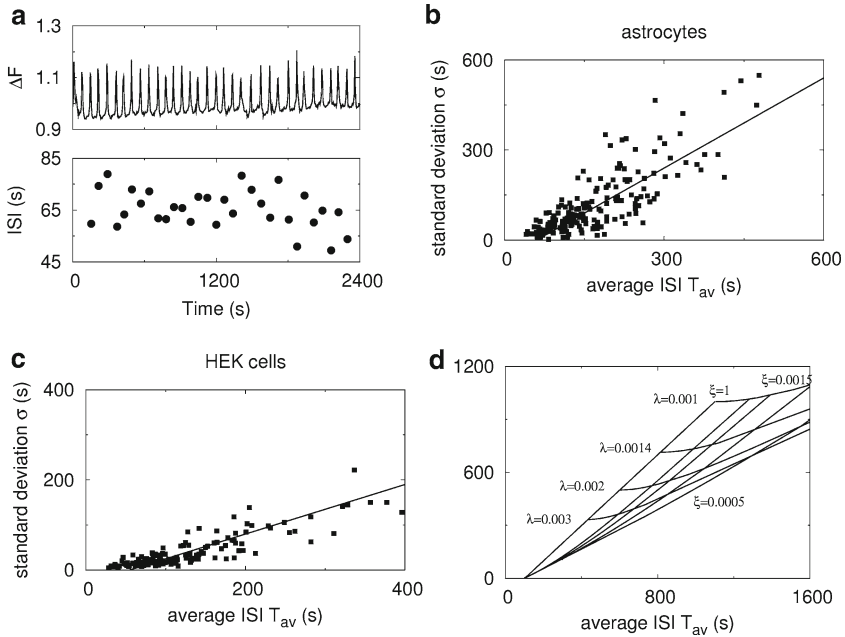 a
1.3
1.1
0.9
ΔF
85
65
45
ISI (s)
0
1200
2400
Time (s)
b
astrocytes
600
300
0
standard deviation σ (s)
0
300
600
average ISI Tav (s)
c
HEK cells
400
200
0
standard deviation σ (s)
0
200
400
average ISI Tav (s)
d
1200
600
0
λ=0.001
ξ=1
ξ=0.0015
λ=0.0014
λ=0.002
λ=0.003
ξ=0.0005
0
800
1600
average ISI Tav (s)